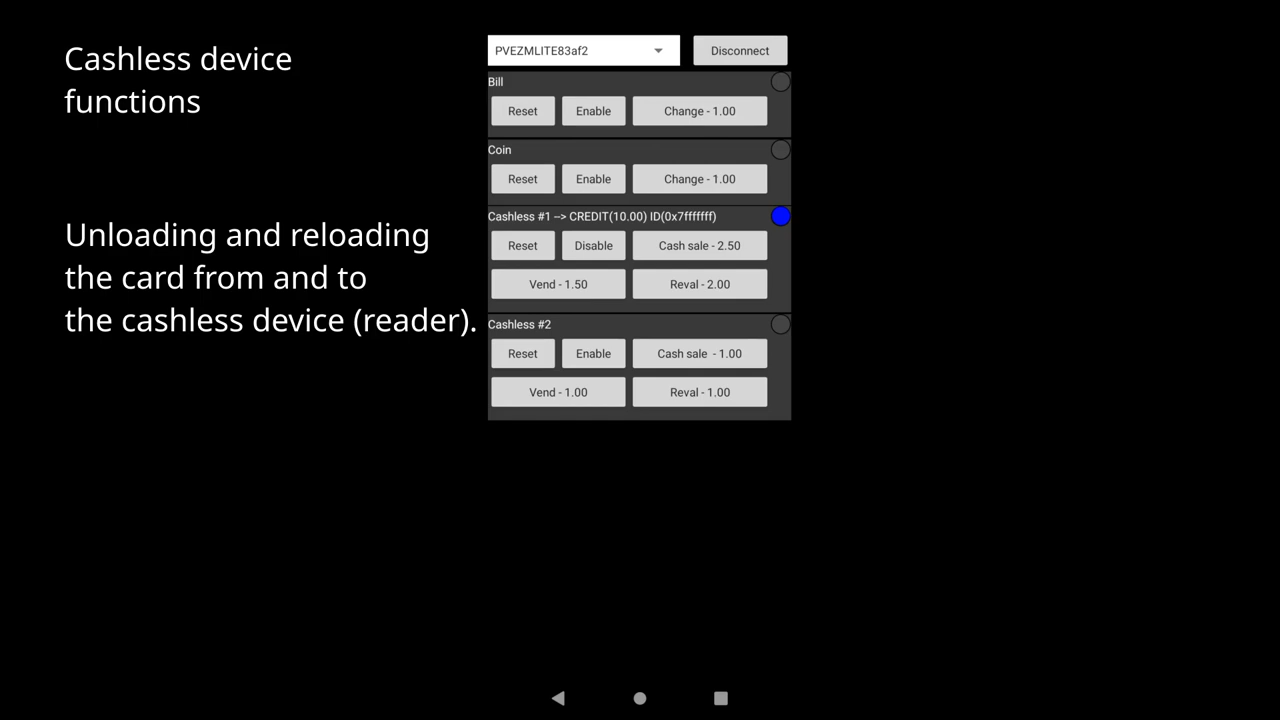 Cashless device
functions
Unloading and reloading
the card from and to
the cashless device (reader).
PVEZMLITE83af2
Disconnect
Bill
Reset
Enable
Change - 1.00
Coin
Reset
Enable
Change - 1.00
Cashless #1 --> CREDIT(10.00) ID(0x7fffffff)
Reset
Disable
Cash sale - 2.50
Vend - 1.50
Reval - 2.00
Cashless #2
Reset
Enable
Cash sale  - 1.00
Vend - 1.00
Reval - 1.00